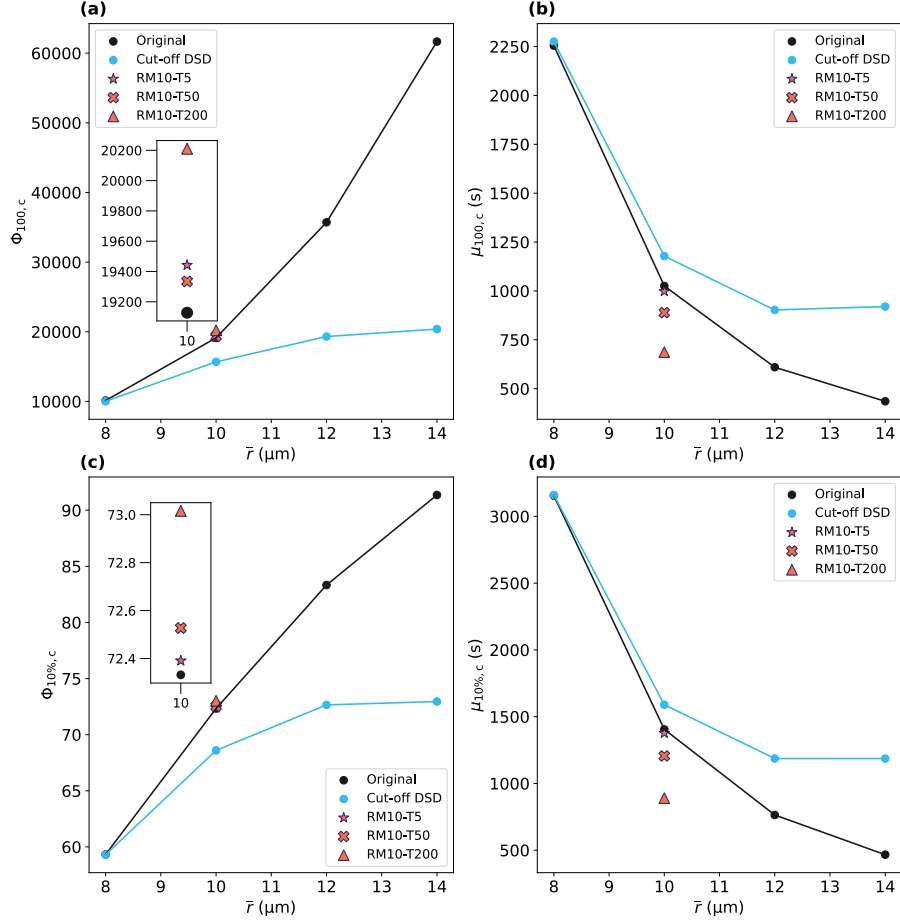 (a)
Original
Cut-off DSD
RM10-T5
RM10-T50
RM10-T200
60000
50000
40000
30000
20000
10000
Φ100, c
20200
20000
19800
19600
19400
19200
10
8 9 10 11 12 13 14
r̅ (μm)
(b)
Original
Cut-off DSD
RM10-T5
RM10-T50
RM10-T200
2250
2000
1750
1500
1250
1000
750
500
μ100, c (s)
8 9 10 11 12 13 14
r̅ (μm)
(c)
90
85
80
75
70
65
60
Φ10%, c
73.0
72.8
72.6
72.4
10
Original
Cut-off DSD
RM10-T5
RM10-T50
RM10-T200
8 9 10 11 12 13 14
r̅ (μm)
(d)
Original
Cut-off DSD
RM10-T5
RM10-T50
RM10-T200
3000
2500
2000
1500
1000
500
μ10%, c (s)
8 9 10 11 12 13 14
r̅ (μm)